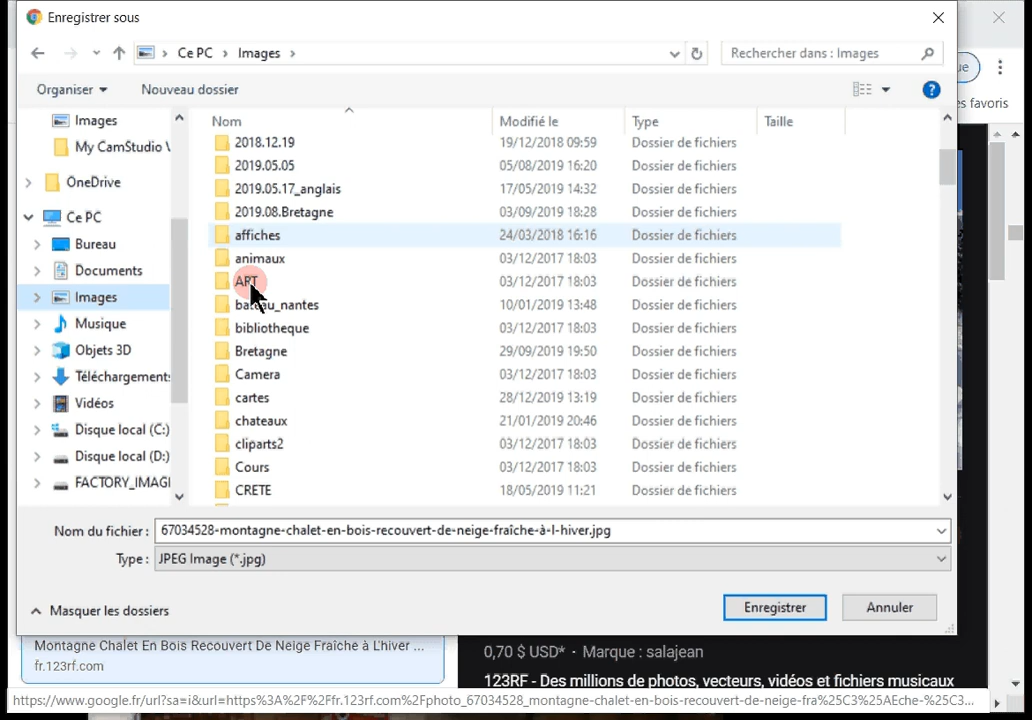 Enregistrer sous
Ce PC > Images >
Rechercher dans : Images
Organiser
Nouveau dossier
Nom Modifié le Type Taille
Images
My CamStudio
OneDrive
Ce PC
Bureau
Documents
Images
Musique
Objets 3D
Téléchargements
Vidéos
Disque local (C:)
Disque local (D:)
FACTORY_IMAG
2018.12.19 19/12/2018 09:59 Dossier de fichiers
2019.05.05 05/08/2019 16:20 Dossier de fichiers
2019.05.17_anglais 17/05/2019 14:32 Dossier de fichiers
2019.08.Bretagne 03/09/2019 18:28 Dossier de fichiers
affiches 24/03/2018 16:16 Dossier de fichiers
animaux 03/12/2017 18:03 Dossier de fichiers
ART 03/12/2017 18:03 Dossier de fichiers
bateau_nantes 10/01/2019 13:48 Dossier de fichiers
bibliotheque 03/12/2017 18:03 Dossier de fichiers
Bretagne 29/09/2019 19:50 Dossier de fichiers
Camera 03/12/2017 18:03 Dossier de fichiers
cartes 28/12/2019 13:19 Dossier de fichiers
chateaux 21/01/2019 20:46 Dossier de fichiers
cliparts2 03/12/2017 18:03 Dossier de fichiers
Cours 03/12/2017 18:03 Dossier de fichiers
CRETE 18/05/2019 11:21 Dossier de fichiers
Nom du fichier : 67034528-montagne-chalet-en-bois-recouvert-de-neige-fraîche-à-l-hiver.jpg
Type : JPEG Image (*.jpg)
Masquer les dossiers
Enregistrer
Annuler
ue
es favoris
Montagne Chalet En Bois Recouvert De Neige Fraîche à L'hiver ...
fr.123rf.com
0,70 $ USD* · Marque : salajean
123RF - Des millions de photos, vecteurs, vidéos et fichiers musicaux
https://www.google.fr/url?sa=i&url=https%3A%2F%2Ffr.123rf.com%2Fphoto_67034528_montagne-chalet-en-bois-recouvert-de-neige-fra%25C3%25AEche-%25C3...